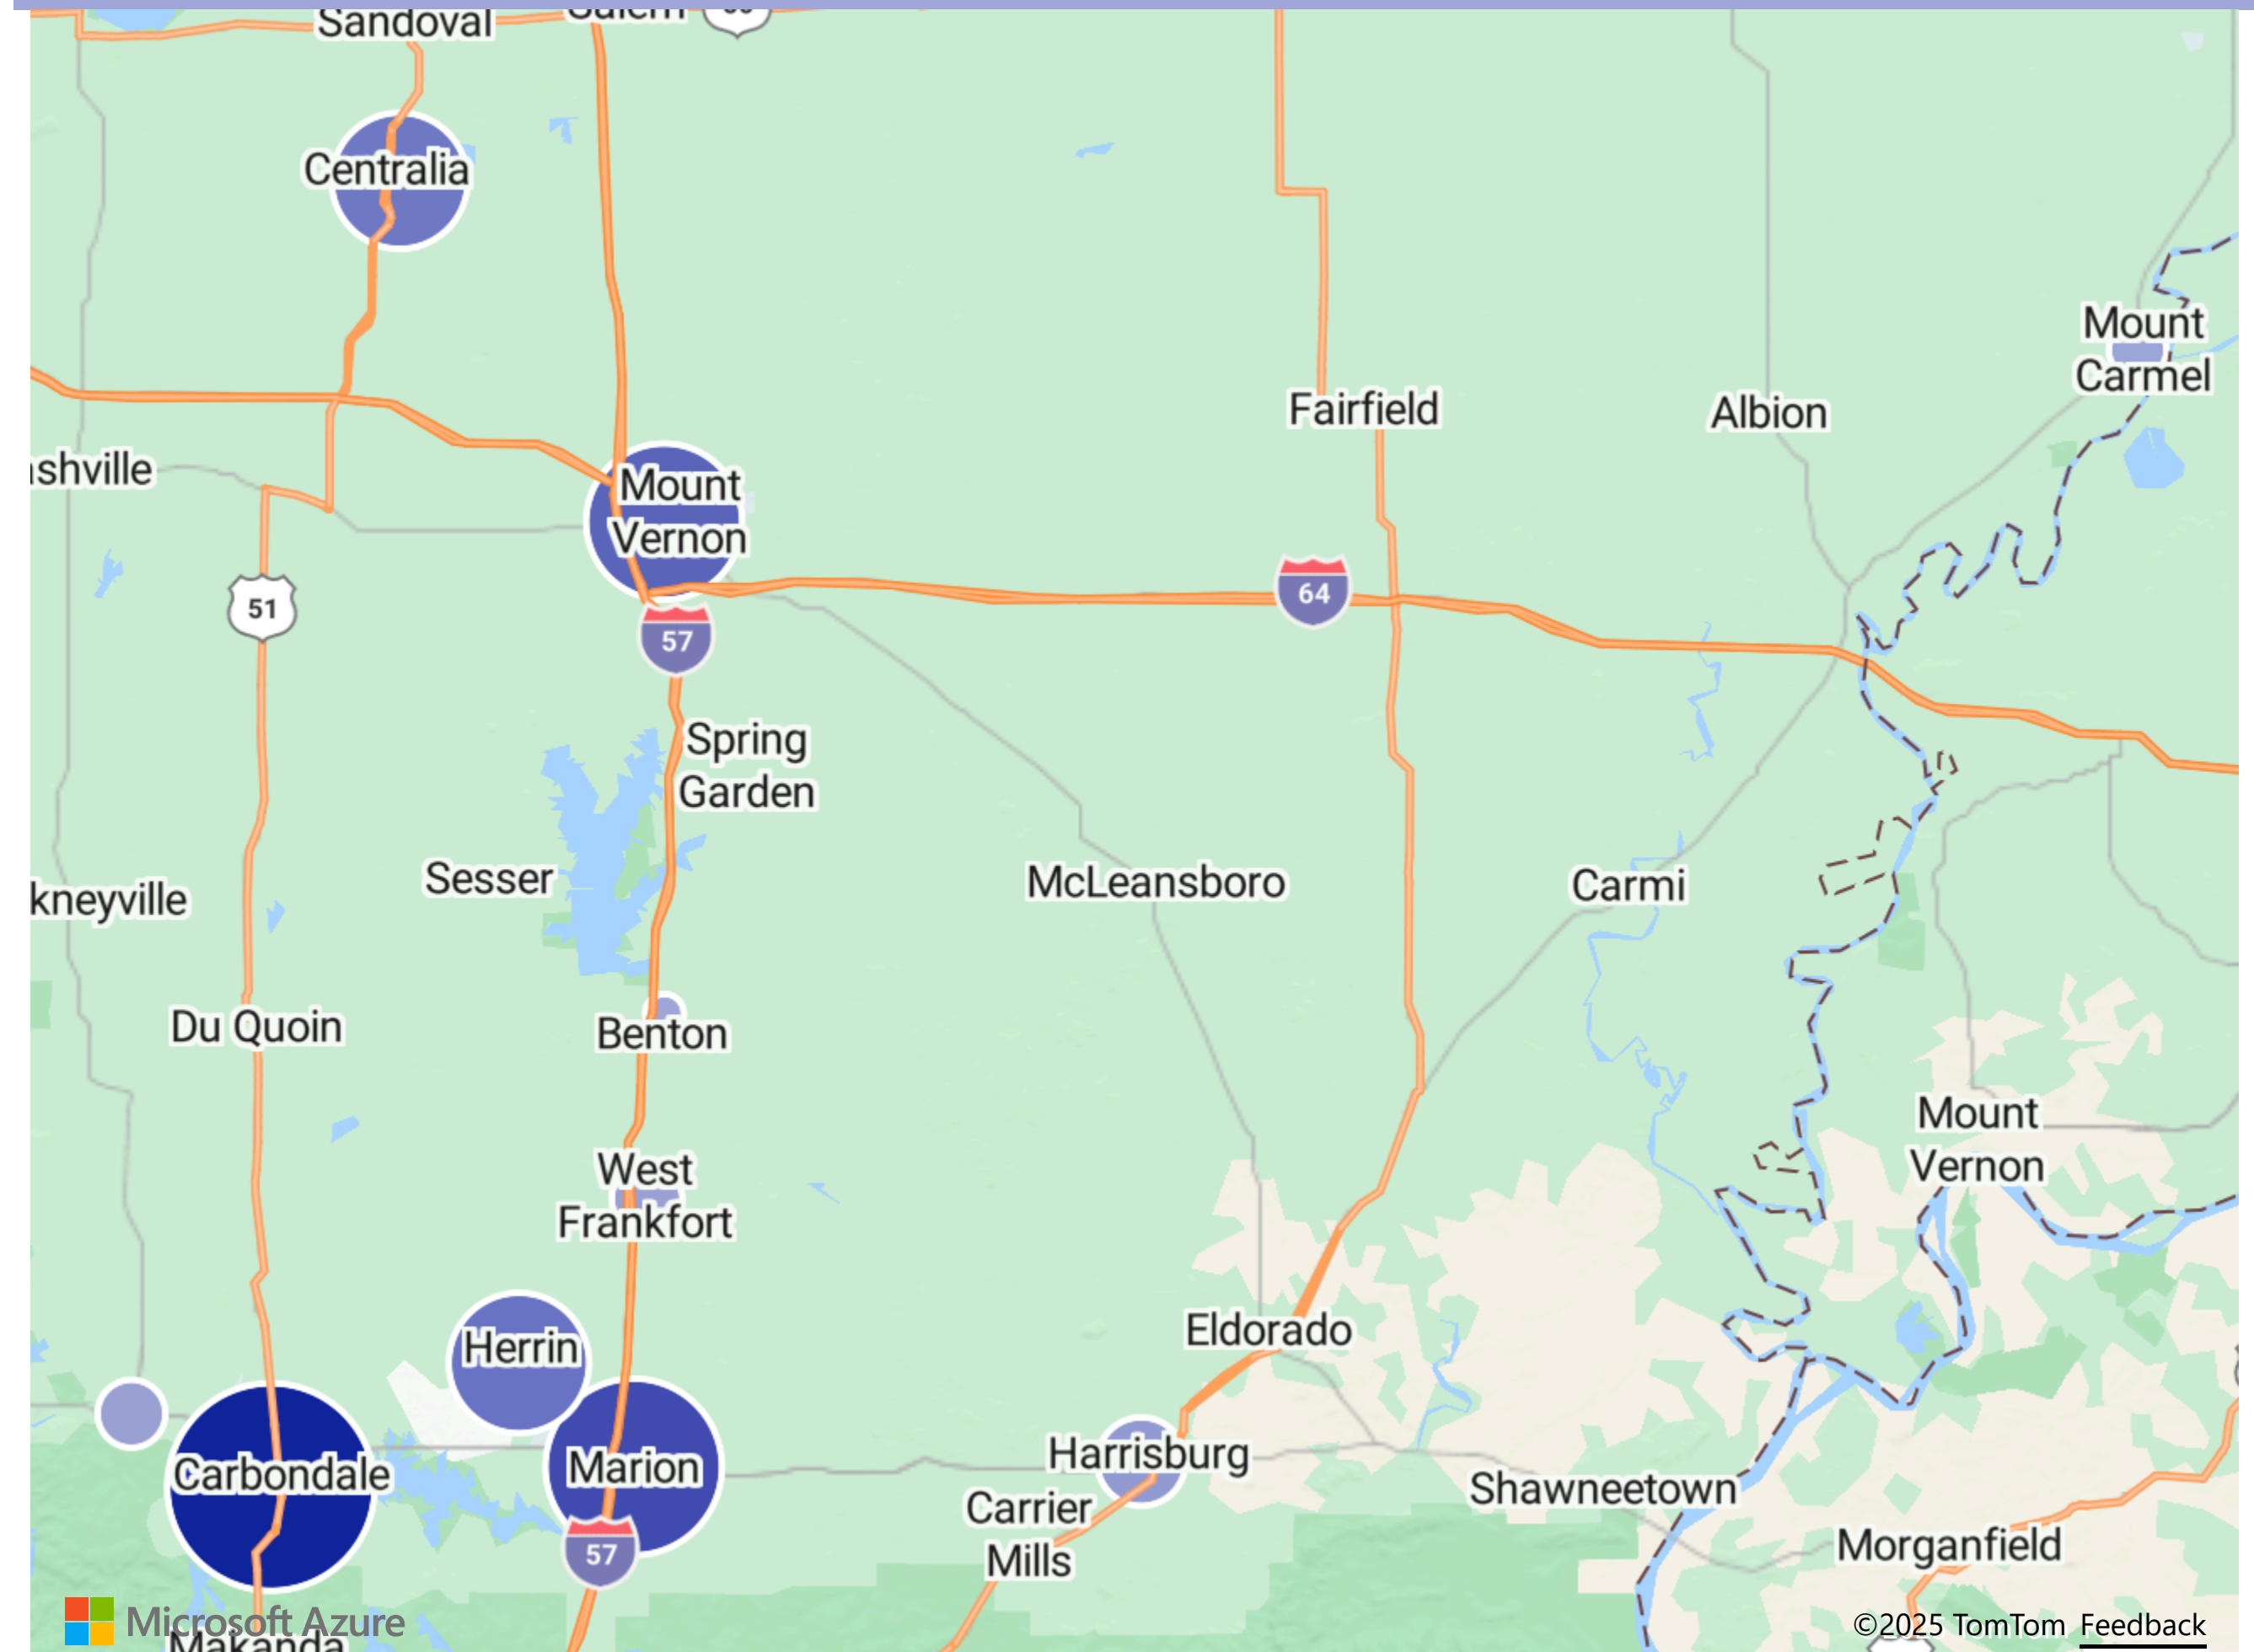 Sandoval
Salem
Centralia
Mount
Carmel
Fairfield
Albion
shville
Mount
Vernon
64
51
57
Spring
Garden
Sesser
McLeansboro
Carmi
kneyville
Du Quoin
Benton
Mount
Vernon
West
Frankfort
Eldorado
Herrin
Harrisburg
Carbondale
Marion
Shawneetown
Carrier
Mills
Morganfield
57
Microsoft Azure
Makanda
©2025 TomTom Feedback